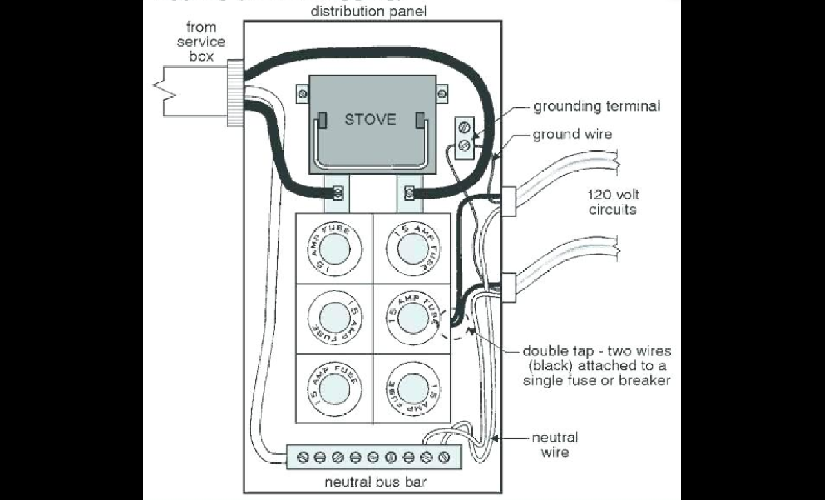 distribution panel
from
service
box
STOVE
grounding terminal
ground wire
120 volt
circuits
15 AMP FUSE
15 AMP FUSE
15 AMP FUSE
15 AMP FUSE
15 AMP FUSE
15 AMP FUSE
double tap - two wires
(black) attached to a
single fuse or breaker
neutral
wire
neutral bus bar